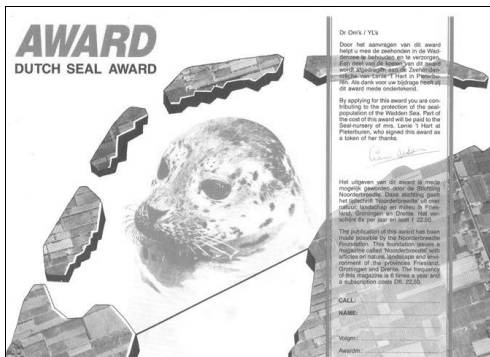 AWARD
DUTCH SEAL AWARD
Dr Om's / YL's
Door het aanvragen van dit award
helpt u mee de zeehonden in de Wad-
denzee te behouden en te verzorgen.
Een deel van de kosten van dit award
wordt afgedragen aan de Zeehonden-
crèche van Lenie 't Hart in Pieterbu-
ren. Als dank voor uw bijdrage heeft zij
dit award mede ondertekend.
By applying for this award you are con-
tributing to the protection of the seal-
population of the Wadden Sea. Part of
the cost of this award will be paid to the
Seal-nursery of mrs. Lenie 't Hart at
Pieterburen, who signed this award as
a token of her thanks.
Het uitgeven van dit award is mede
mogelijk geworden door de Stichting
Noorderbreedte. Deze stichting geeft
het tijdschrift 'Noorderbreedte' uit over
natuur, landschap en milieu in Fries-
land, Groningen en Drente. Het ver-
schijnt 6x per jaar en kost f 22,50.
The publication of this award has been
made possible by the Noorderbreedte
Foundation. This foundation issues a
magazine called 'Noorderbreedte' with
articles on nature, landscape and envi-
ronment of the provinces Friesland,
Groningen and Drente. The frequency
of this magazine is 6 times a year and
a subscription costs Dfl. 22,50.
CALL:
NAME:
Volgnr.:
Awardm.: